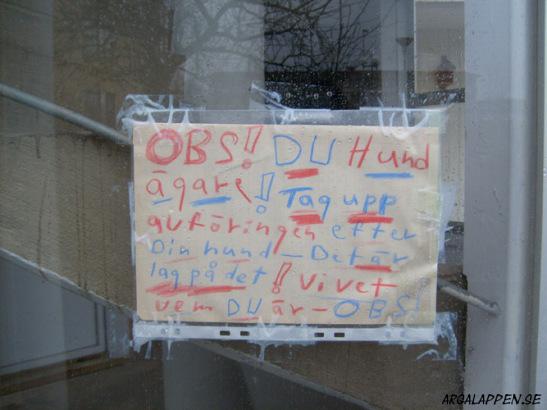 OBS! DU Hund
ägare! Tag upp
avföringen efter
Din hund – Det är
lag på det! Vi vet
vem DU är – OBS!
ARGALAPPEN.SE